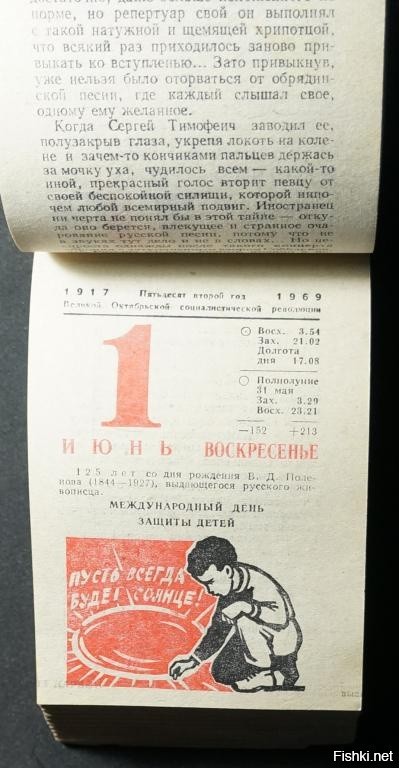 норме, но репертуар свой он выполнял
с такой натужной и щемящей хрипотцой,
что всякий раз приходилось заново при-
выкать ко вступленью... Зато привыкнув,
уже нельзя было оторваться от обрядин-
ской песни, где каждый слышал свое,
одному ему желанное.
Когда Сергей Тимофеич заводил ее,
полузакрыв глаза, укрепя локоть на коле-
не и зачем-то кончиками пальцев держась
за мочку уха, чудилось всем — какой-то
иной, прекрасный голос вторит певцу от
своей беспокойной силищи, которой нипо-
чем любой всемирный подвиг. Иностранец
ни черта не понял бы в этой тайне — отку-
да оно берется, влекущее и странное оча-
рование русской песни, потому что не
в звуках тут дело и не в словах... Но не-
1917 Пятьдесят второй год 1969
Великой Октябрьской социалистической революции
1
Восх. 3.54
Зах. 21.02
Долгота
дня 17.08
Полнолуние
31 мая
Зах. 3.29
Восх. 23.21
—152 +213
ИЮНЬ ВОСКРЕСЕНЬЕ
125 лет со дня рождения В. Д. Поле-
нова (1844—1927), выдающегося русского жи-
вописца.
МЕЖДУНАРОДНЫЙ ДЕНЬ
ЗАЩИТЫ ДЕТЕЙ
ПУСТЬ ВСЕГДА
БУДЕТ СОЛНЦЕ!
Fishki.net